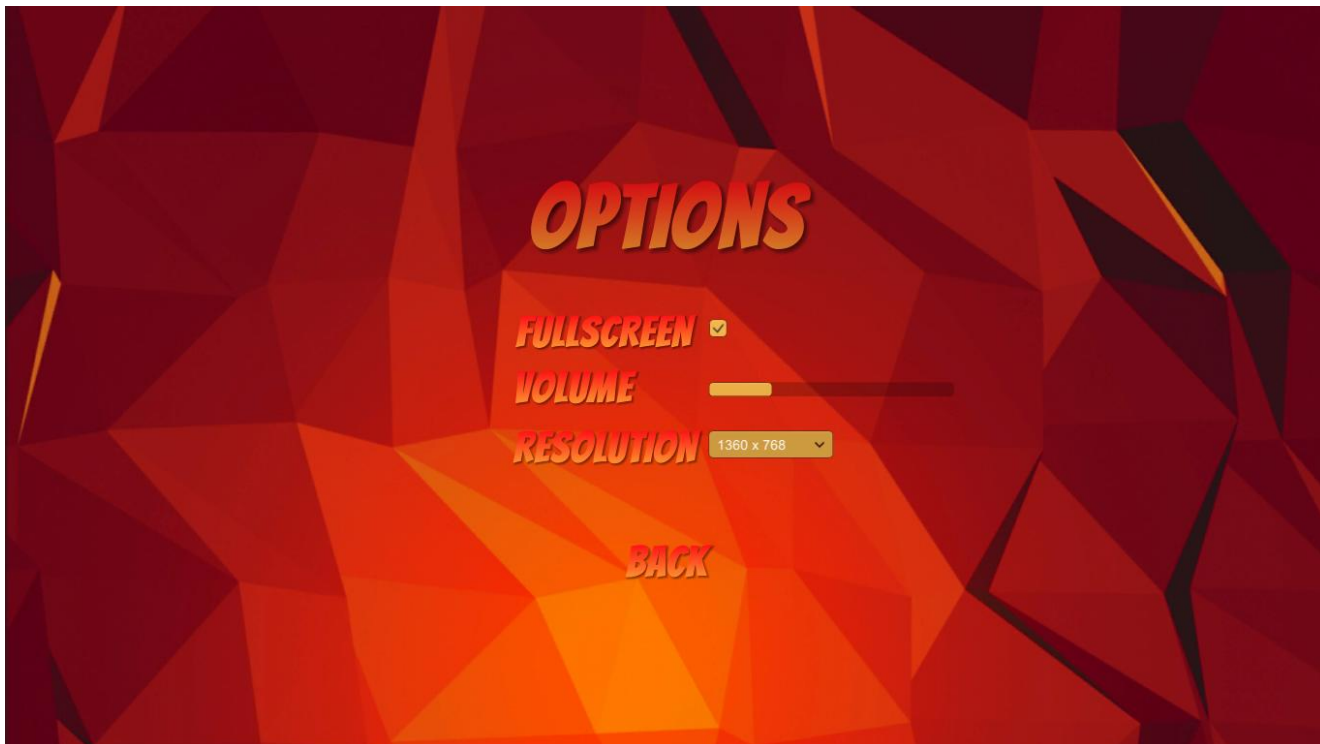 OPTIONS
FULLSCREEN
VOLUME
RESOLUTION 1360 x 768
BACK